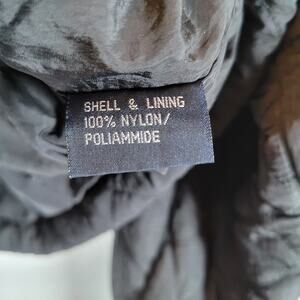 SHELL & LINING
100% NYLON/
POLIAMMIDE